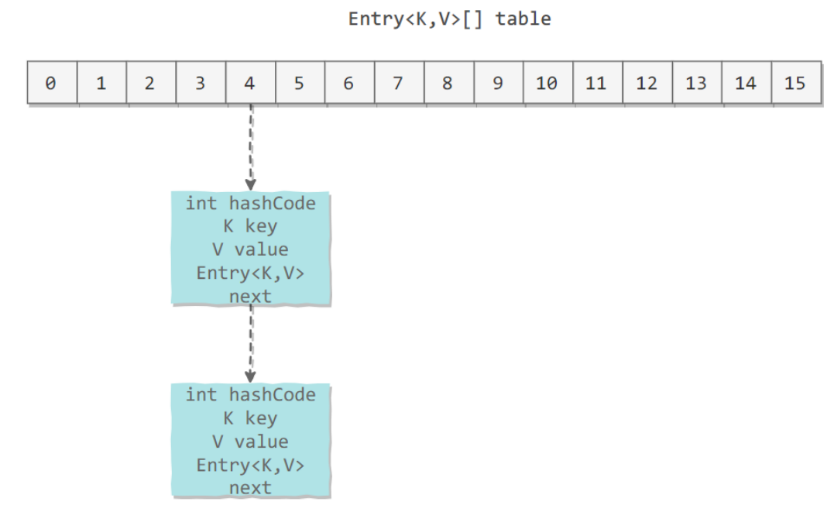 Entry<K,V>[] table
0 1 2 3 4 5 6 7 8 9 10 11 12 13 14 15
int hashCode
K key
V value
Entry<K,V>
next
int hashCode
K key
V value
Entry<K,V>
next